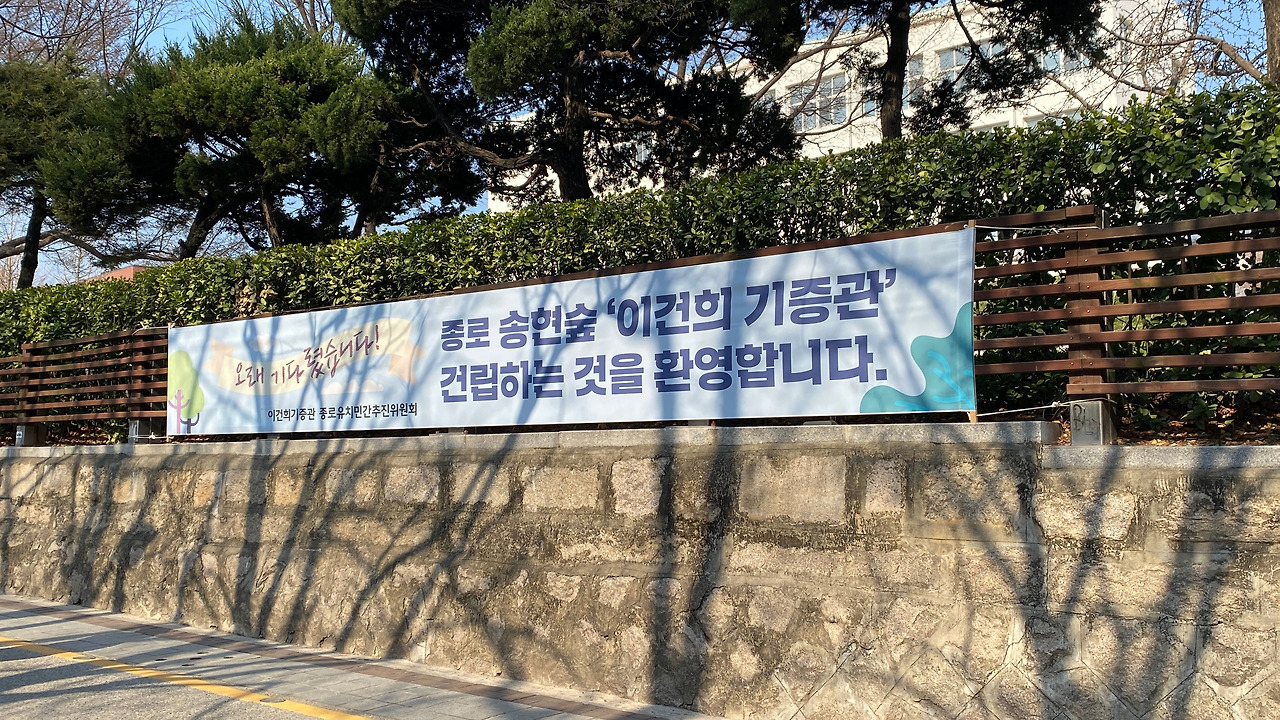 오래 기다렸습니다!
종로 송현숲 ‘이건희 기증관’
건립하는 것을 환영합니다.
이건희기증관 종로유치민간추진위원회